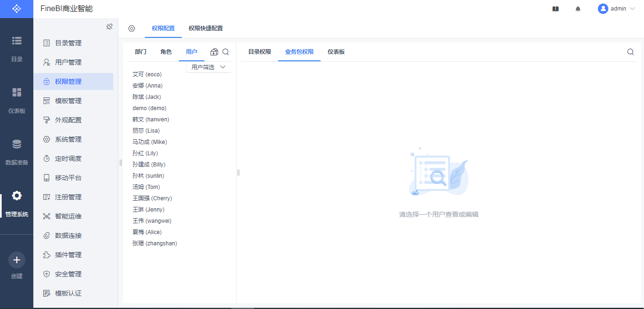 FineBI商业智能
admin
目录
仪表板
数据准备
管理系统
创建
目录管理
用户管理
权限管理
模板管理
外观配置
系统管理
定时调度
移动平台
注册管理
智能运维
数据连接
插件管理
安全管理
模板认证
权限配置 权限快捷配置
部门 角色 用户
用户筛选
艾可 (esco)
安娜 (Anna)
陈斌 (Jack)
demo (demo)
韩文 (hanwen)
丽莎 (Lisa)
马功成 (Mike)
孙红 (Lily)
孙建成 (Billy)
孙林 (sunlin)
汤姆 (Tom)
王国强 (Cherry)
王珙 (Jenny)
王伟 (wangwei)
夏梅 (Alice)
张珊 (zhangshan)
目录权限 业务包权限 仪表板
请选择一个用户查看或编辑